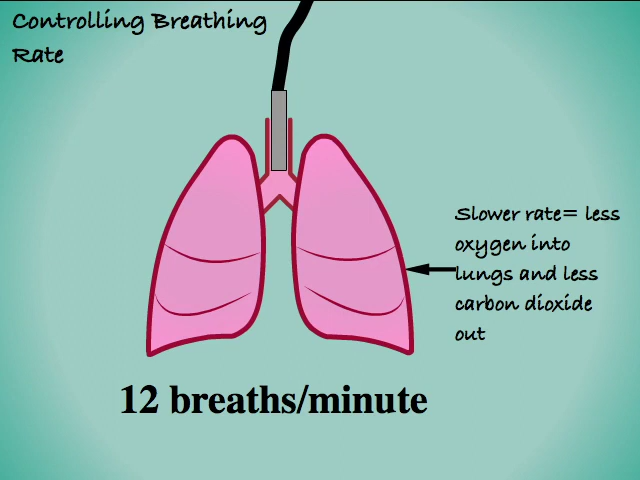 Controlling Breathing
Rate
Slower rate= less
oxygen into
lungs and less
carbon dioxide
out
12 breaths/minute